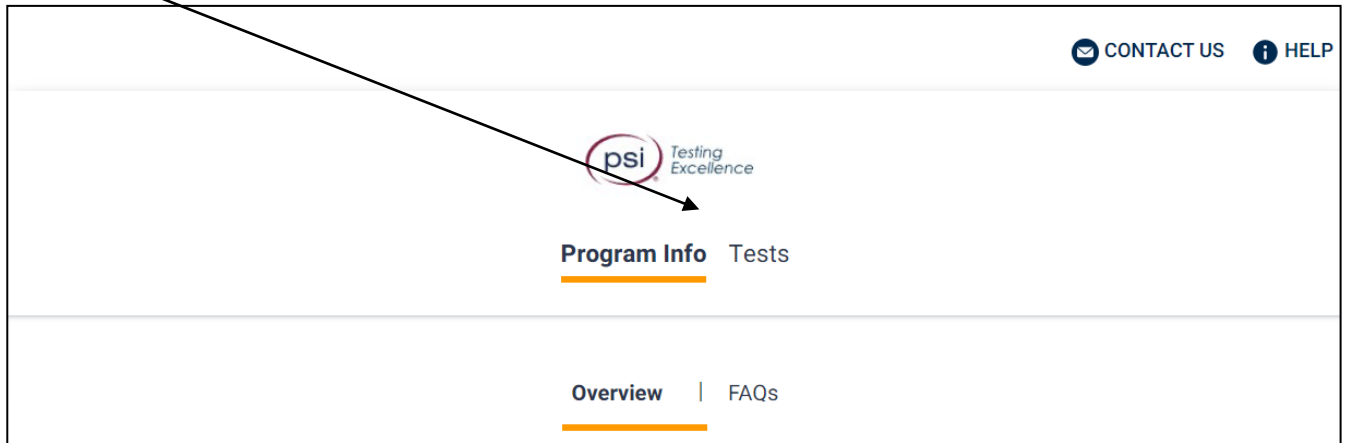 CONTACT US HELP
psi Testing
Excellence
Program Info Tests
Overview | FAQs